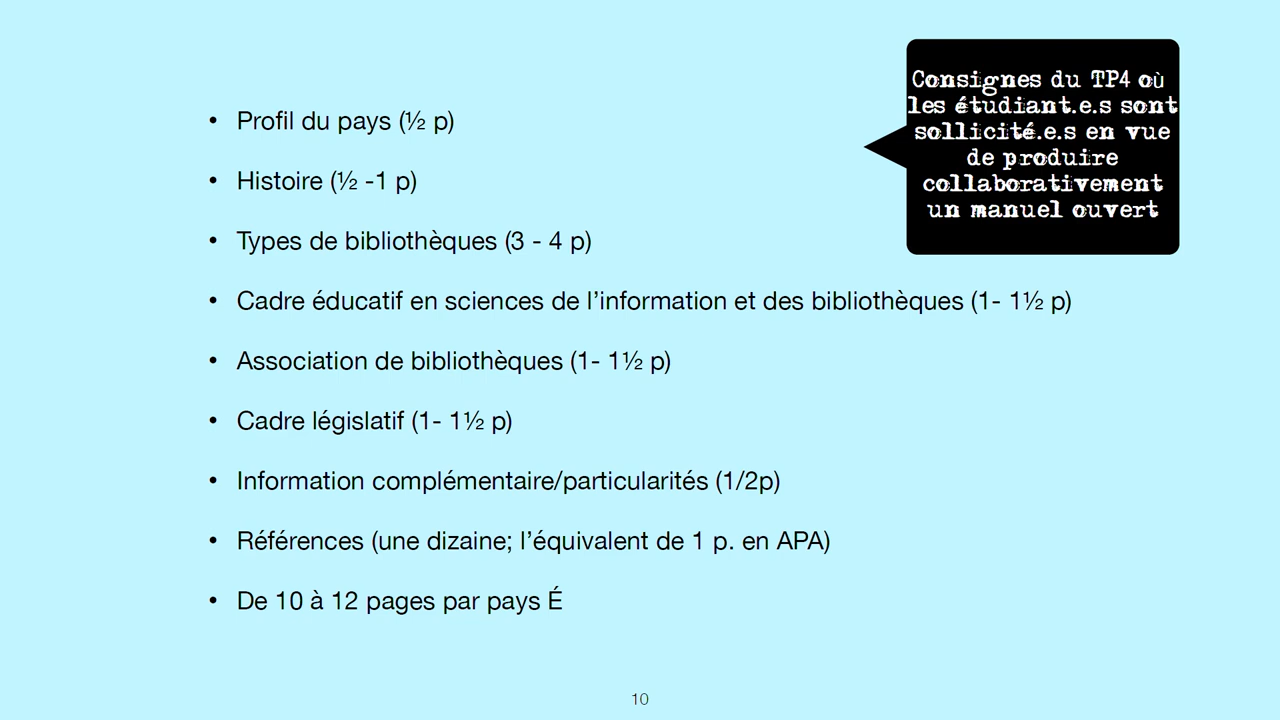 Consignes du TP4 où
les étudiant.e.s sont
sollicité.e.s en vue
de produire
collaborativement
un manuel ouvert
• Profil du pays (½ p)
• Histoire (½ -1 p)
• Types de bibliothèques (3 - 4 p)
• Cadre éducatif en sciences de l’information et des bibliothèques (1- 1½ p)
• Association de bibliothèques (1- 1½ p)
• Cadre législatif (1- 1½ p)
• Information complémentaire/particularités (1/2p)
• Références (une dizaine; l’équivalent de 1 p. en APA)
• De 10 à 12 pages par pays É
10